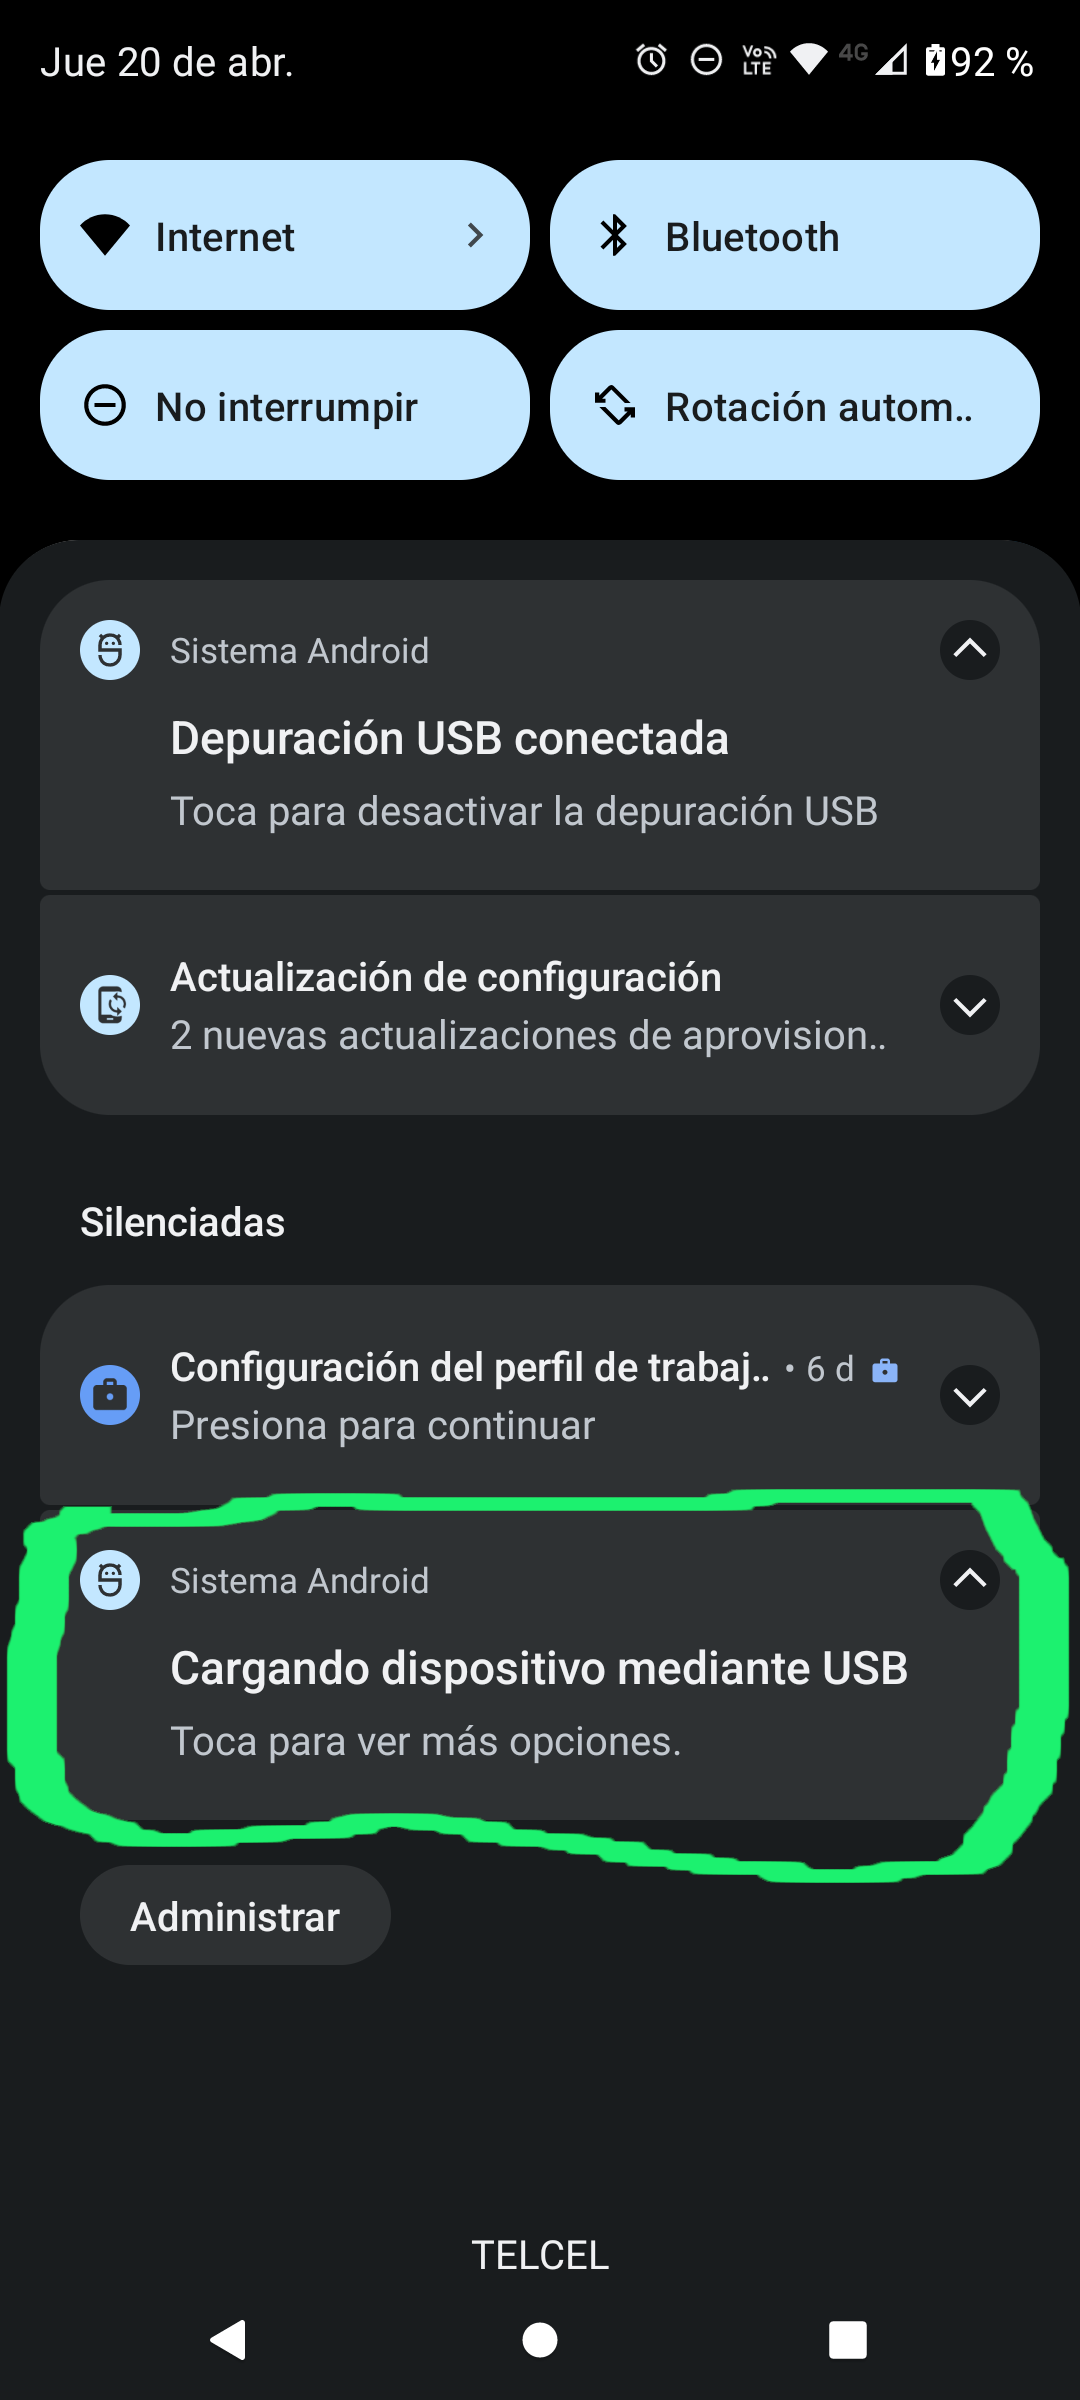 Jue 20 de abr.
Vo LTE 4G 92 %
Internet
Bluetooth
No interrumpir
Rotación autom..
Sistema Android
Depuración USB conectada
Toca para desactivar la depuración USB
Actualización de configuración
2 nuevas actualizaciones de aprovision..
Silenciadas
Configuración del perfil de trabaj.. • 6 d
Presiona para continuar
Sistema Android
Cargando dispositivo mediante USB
Toca para ver más opciones.
Administrar
TELCEL